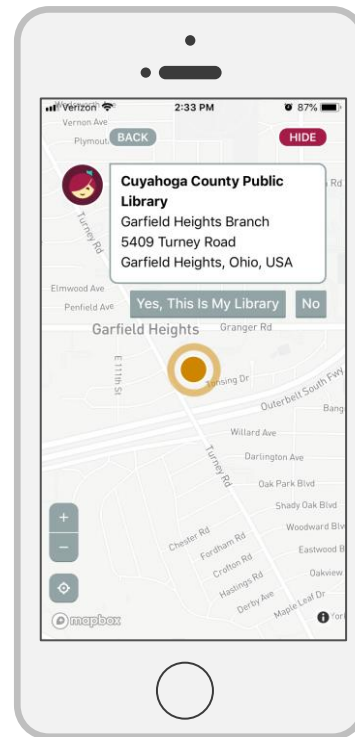 Verizon
2:33 PM
87%
Vernon Ave
Plymout
BACK
HIDE
Cuyahoga County Public
Library
Garfield Heights Branch
5409 Turney Road
Garfield Heights, Ohio, USA
Rd
Turney Rd
Elmwood Ave
Penfield Ave
Yes, This Is My Library
No
Garfield Heights
Granger Rd
E 111th St
Tonsing Dr
Outerbelt South Fwy
Bang
Willard Ave
Turney Rd
Darlington Ave
Oak Park Blvd
Shady Oak Blvd
+
Woodward Blv
Chester Rd
−
Fordham Rd
Eastwood B
Crofton Rd
Oakview
Hastings Rd
Derby Ave
Maple Leaf Dr
mapbox
i
for